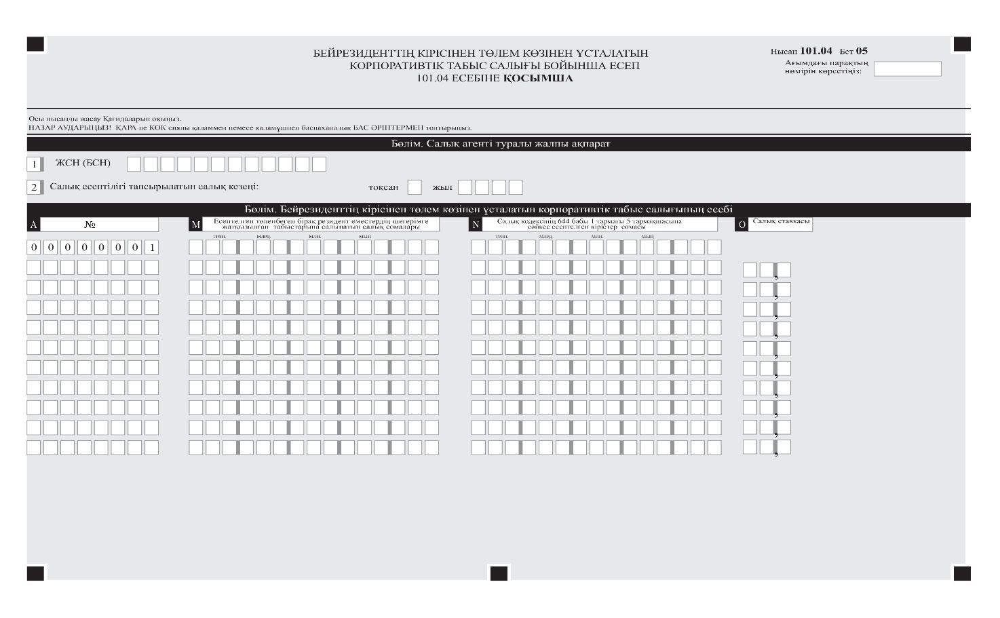 БЕЙРЕЗИДЕНТТІҢ КІРІСІНЕН ТӨЛЕМ КӨЗІНЕН ҰСТАЛАТЫН
КОРПОРАТИВТІК ТАБЫС САЛЫҒЫ БОЙЫНША ЕСЕП
101.04 ЕСЕБІНЕ ҚОСЫМША
Нысан 101.04 Бет 05
Ағымдағы парақтың
нөмірін көрсетіңіз:
Осы нысанды жасау Қағидаларын оқыңыз.
НАЗАР АУДАРЫҢЫЗ! ҚАРА не КӨК сиялы қаламмен немесе қаламұшпен баспаханалық БАС ӘРІПТЕРМЕН толтырыңыз.
Бөлім. Салық агенті туралы жалпы ақпарат
1 ЖСН (БСН)
2 Салық есептілігі тапсырылатын салық кезеңі: тоқсан жыл
Бөлім. Бейрезиденттің кірісінен төлем көзінен ұсталатын корпоративтік табыс салығының есебі
A №
M Есептелген төленбеген бірақ резидент еместердің шегерімге
жатқызылған табыстарына салынатын салық сомалары
N Салық кодексінің 644 бабы 1 тармағы 5 тармақшасына
сәйкес есептелген кірістер сомасы
O Салық ставкасы
трлн. млрд. млн. мың трлн. млрд. млн. мың
0 0 0 0 0 0 0 1
,
,
,
,
,
,
,
,
,
,